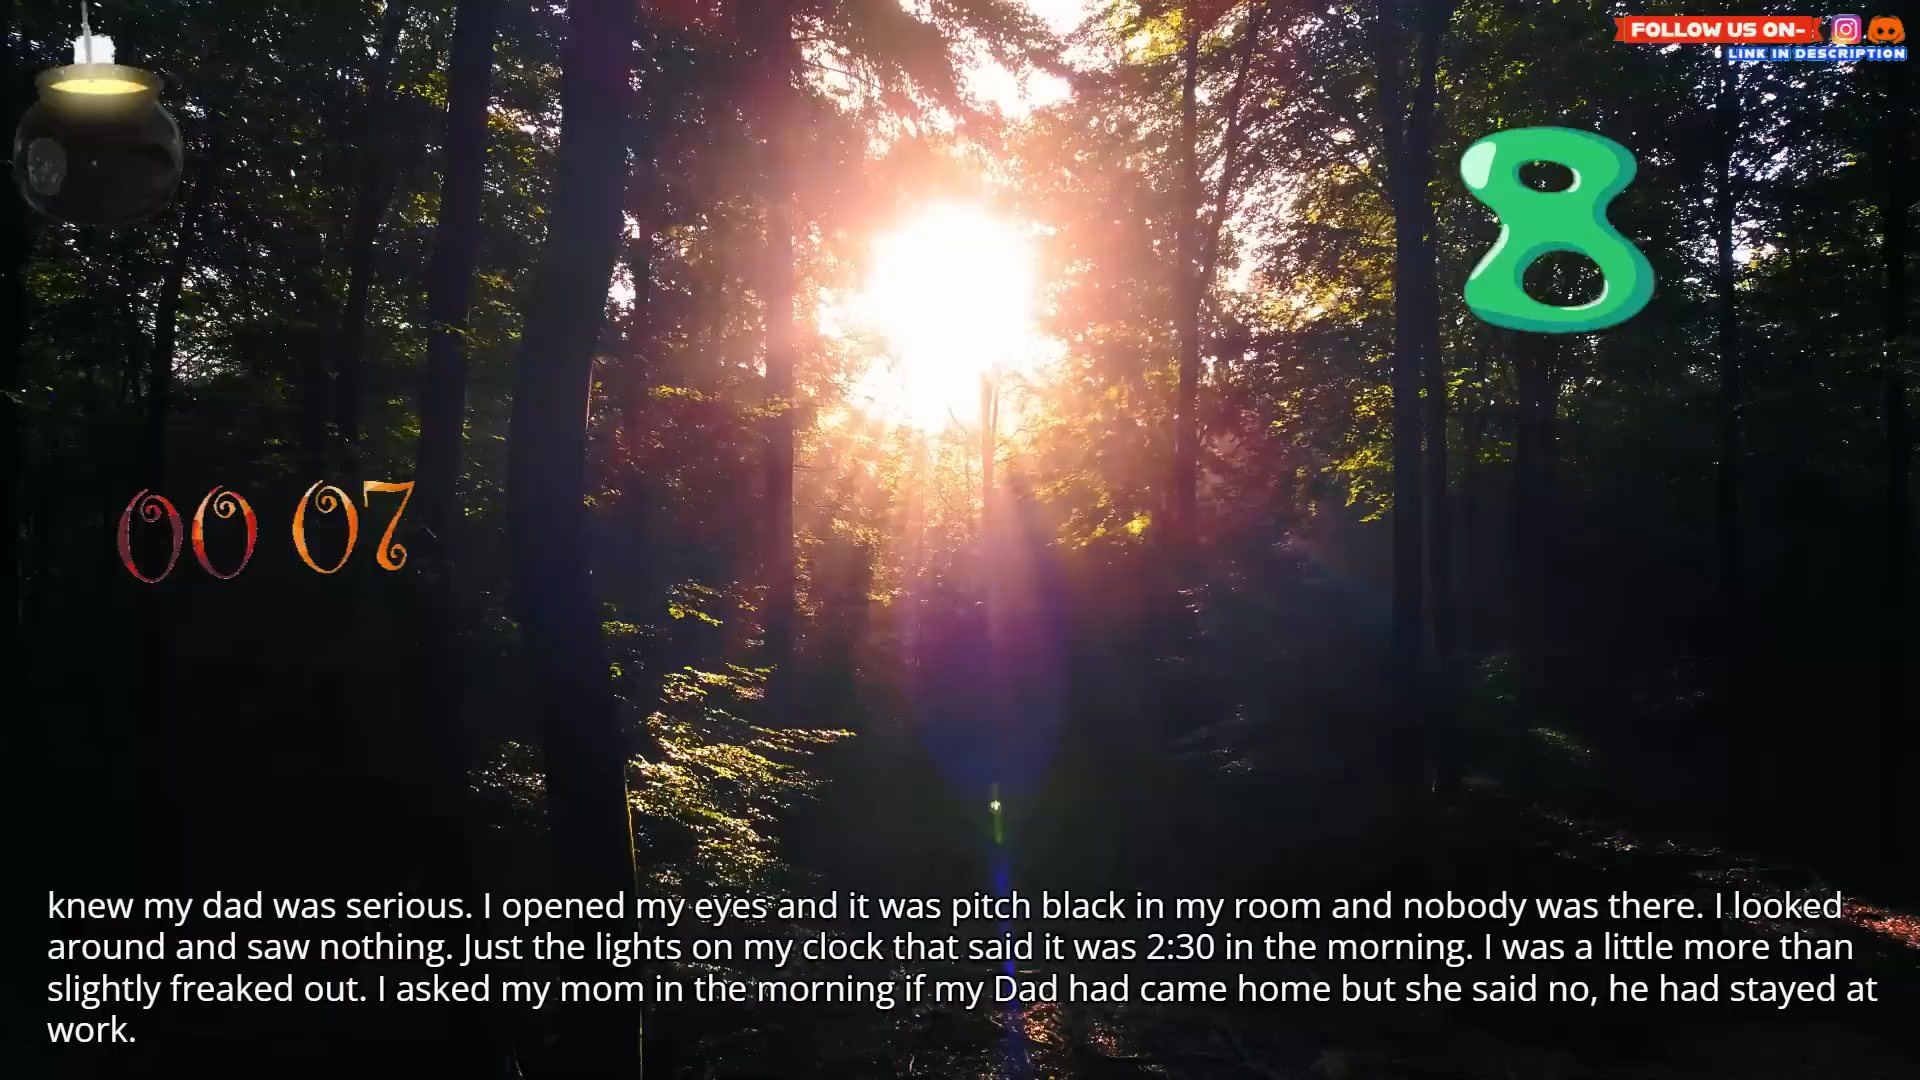 FOLLOW US ON-
LINK IN DESCRIPTION
8
00 07
knew my dad was serious. I opened my eyes and it was pitch black in my room and nobody was there. I looked
around and saw nothing. Just the lights on my clock that said it was 2:30 in the morning. I was a little more than
slightly freaked out. I asked my mom in the morning if my Dad had came home but she said no, he had stayed at
work.